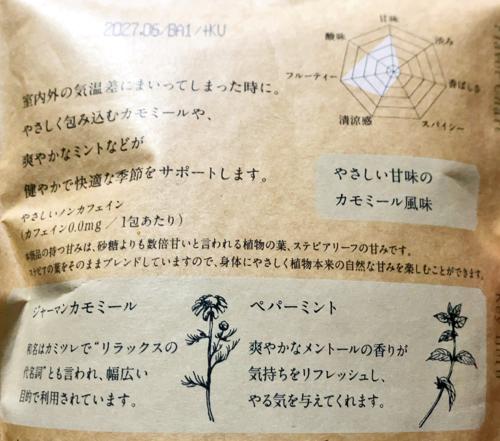 2027.06/BA1/+KU
甘味
酸味
渋み
フルーティー
香ばしさ
清涼感
スパイシー
室内外の気温差にまいってしまった時に。
やさしく包み込むカモミールや、
爽やかなミントなどが
健やかで快適な季節をサポートします。
やさしい甘味の
カモミール風味
やさしいノンカフェイン
(カフェイン0.0mg / 1包あたり)
本商品の持つ甘みは、砂糖よりも数倍甘いと言われる植物の葉、ステビアリーフの甘みです。
ステビアの葉をそのままブレンドしていますので、身体にやさしく植物本来の自然な甘みを楽しむことができます。
ジャーマンカモミール
和名はカミツレで"リラックスの
代名詞"とも言われ、幅広い
目的で利用されています。
ペパーミント
爽やかなメントールの香りが
気持ちをリフレッシュし、
やる気を与えてくれます。